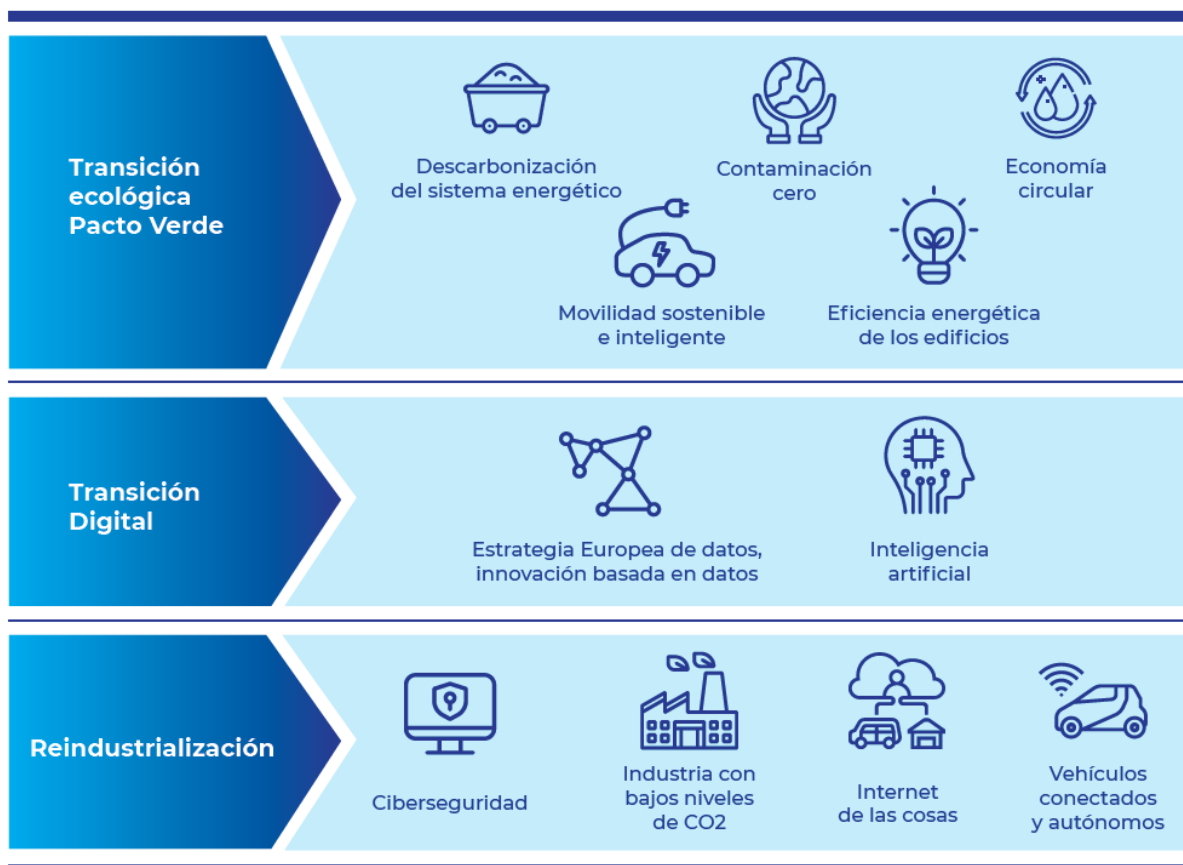 Transición
ecológica
Pacto Verde
Descarbonización
del sistema energético
Contaminación
cero
Economía
circular
Movilidad sostenible
e inteligente
Eficiencia energética
de los edificios
Transición
Digital
Estrategia Europea de datos,
innovación basada en datos
Inteligencia
artificial
Reindustrialización
Ciberseguridad
Industria con
bajos niveles
de CO2
Internet
de las cosas
Vehículos
conectados
y autónomos